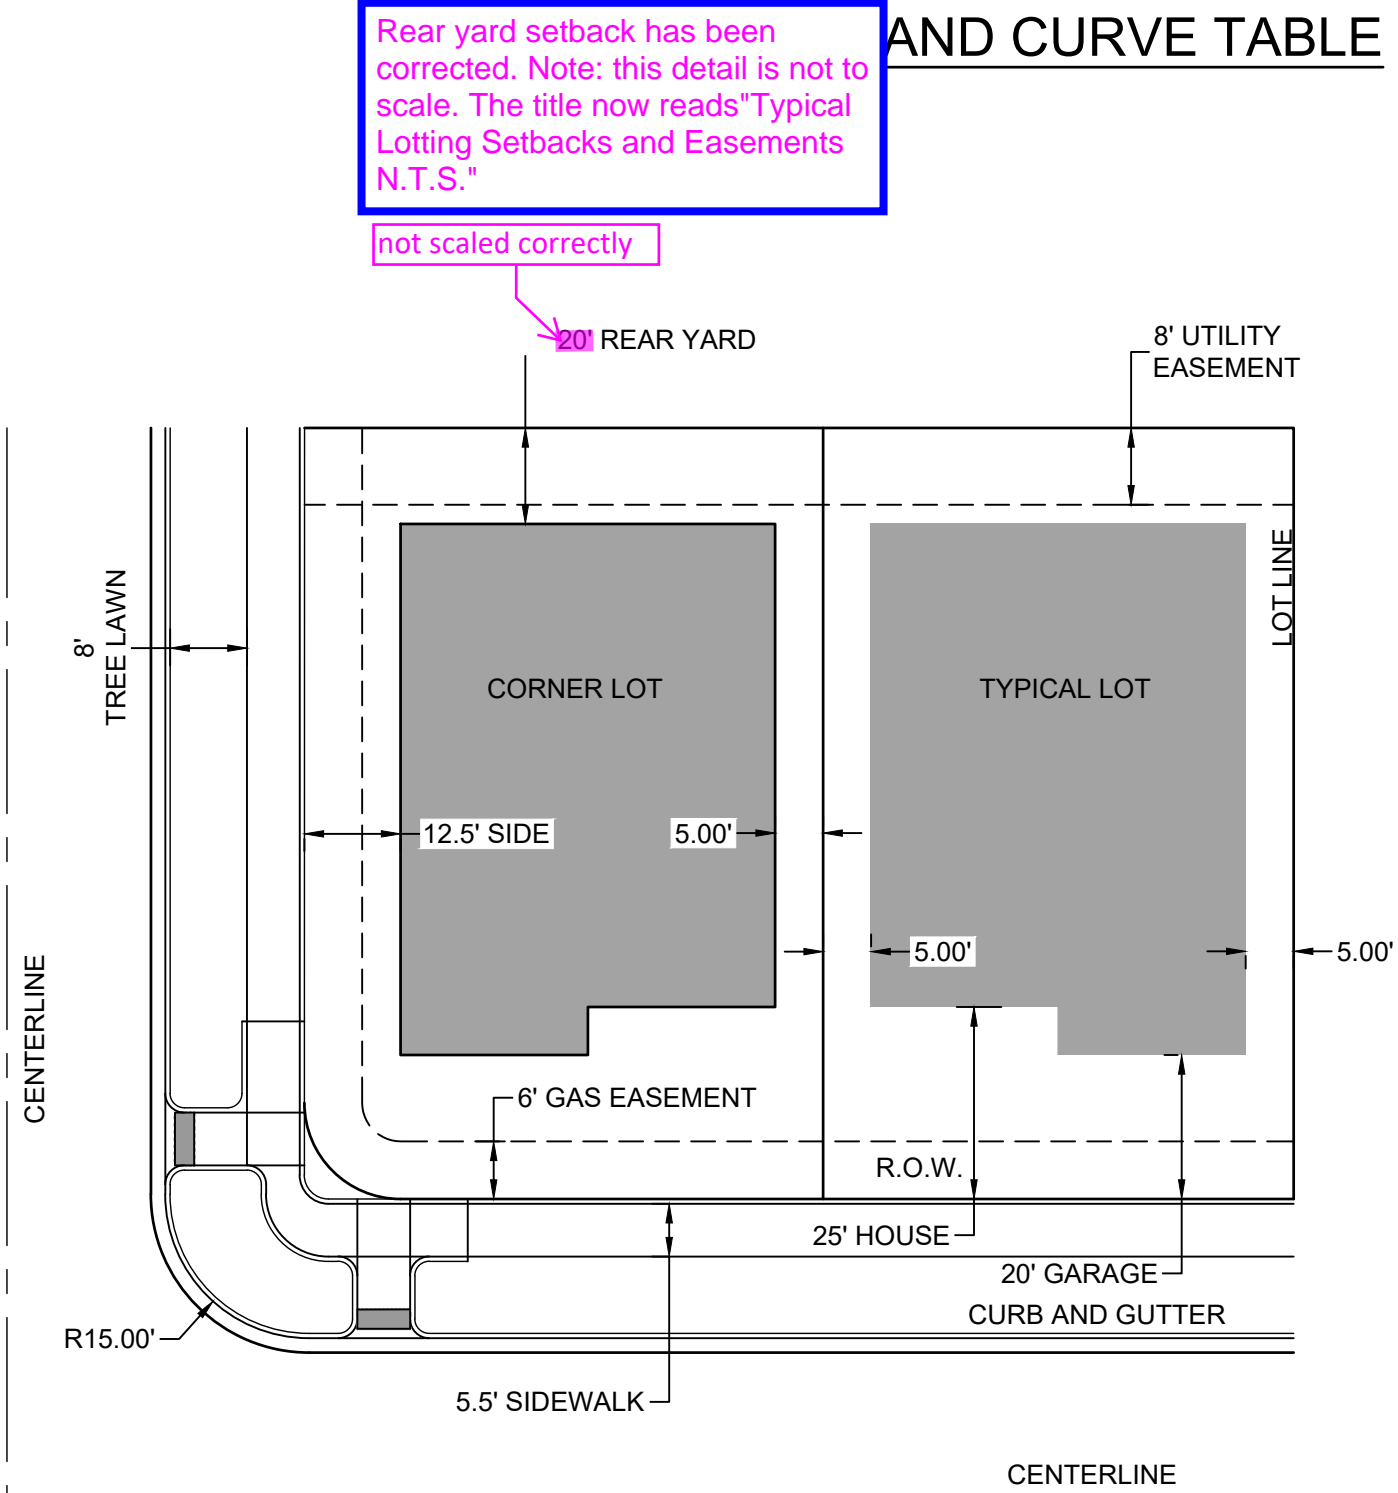 AND CURVE TABLE
Rear yard setback has been
corrected. Note: this detail is not to
scale. The title now reads"Typical
Lotting Setbacks and Easements
N.T.S."
not scaled correctly
20' REAR YARD
8' UTILITY
EASEMENT
LOT LINE
8'
TREE LAWN
CORNER LOT
TYPICAL LOT
12.5' SIDE
5.00'
5.00'
5.00'
CENTERLINE
6' GAS EASEMENT
R.O.W.
25' HOUSE
20' GARAGE
CURB AND GUTTER
R15.00'
5.5' SIDEWALK
CENTERLINE